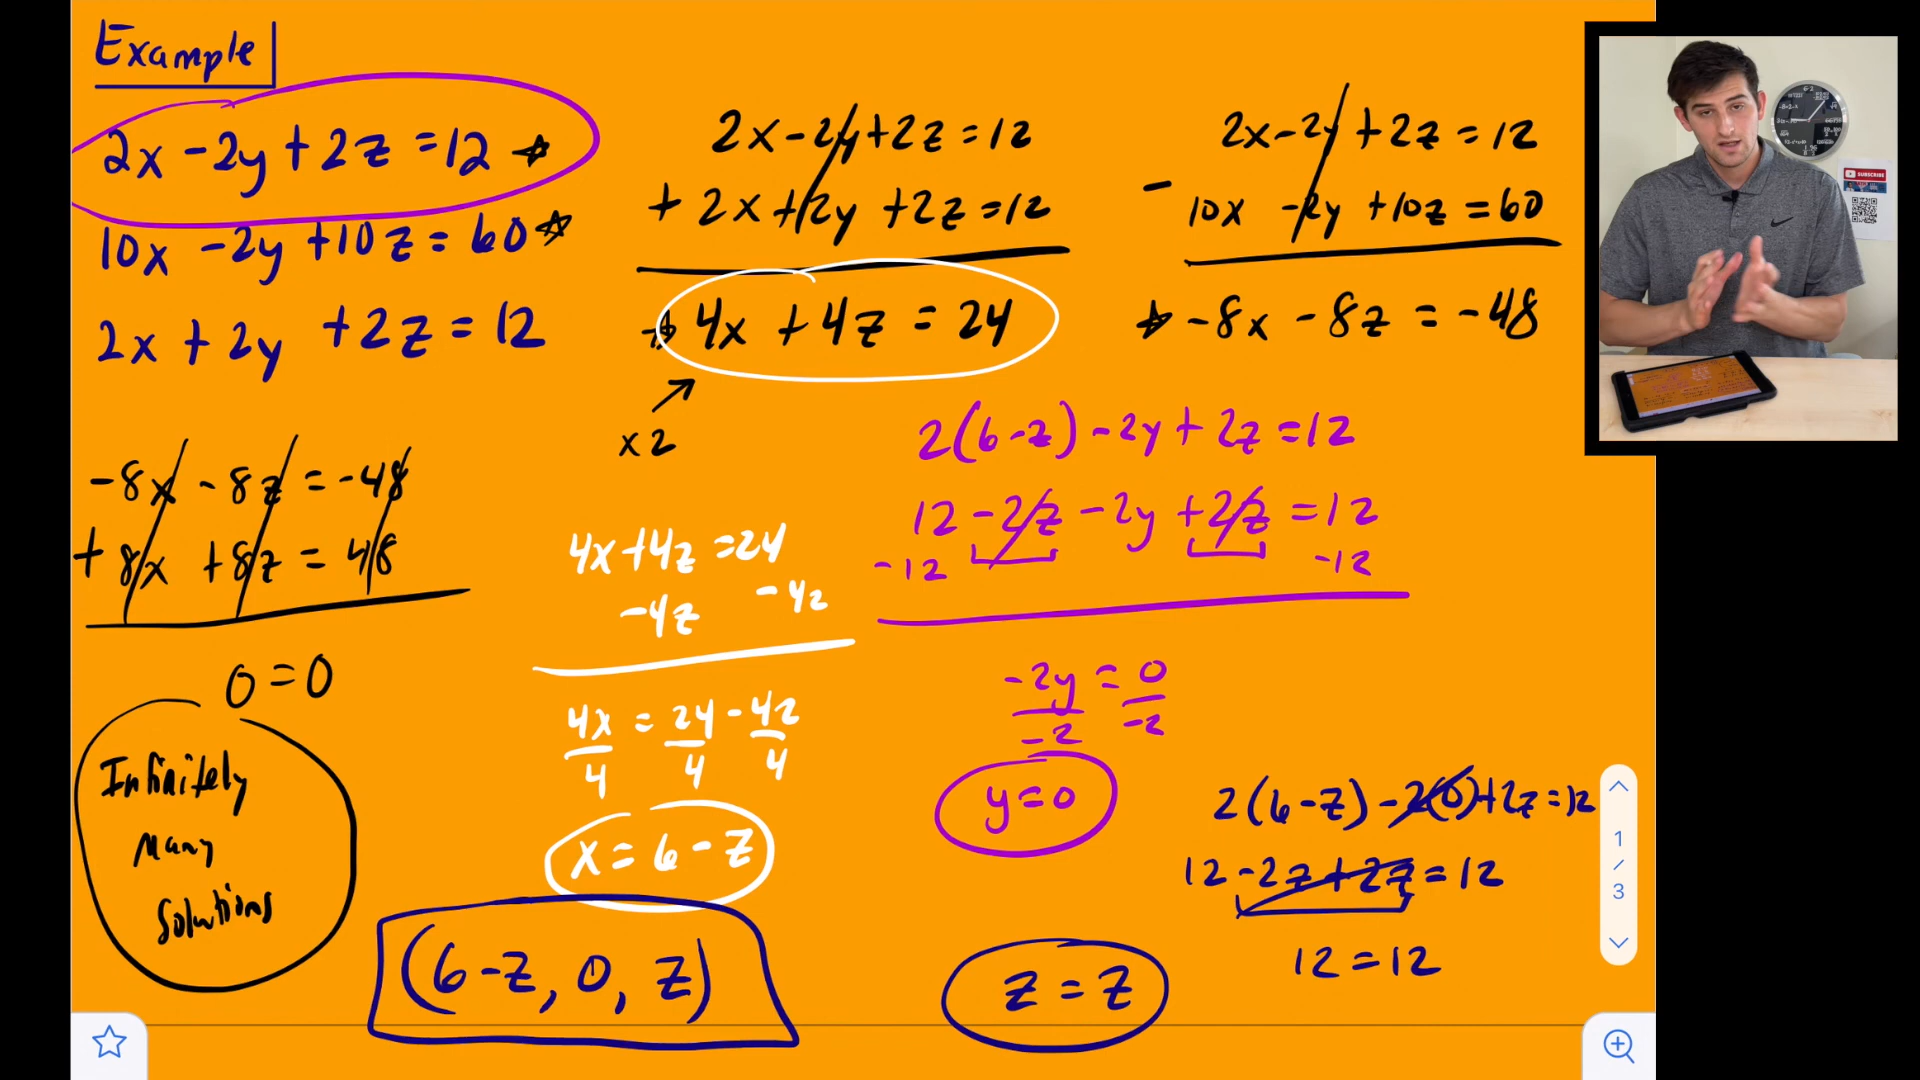 Example
2x - 2y + 2z = 12
10x - 2y + 10z = 60
2x + 2y + 2z = 12
2x - 2y + 2z = 12
+ 2x + 2y + 2z = 12
4x + 4z = 24
x 2
2x - 2y + 2z = 12
- 10x - 2y + 10z = 60
-8x - 8z = -48
-8x - 8z = -48
+ 8x + 8z = 48
0 = 0
Infinitely
Many
Solutions
4x + 4z = 24
-4z -4z
4x = 24 - 4z
4 4 4
x = 6 - z
2(6 - z) - 2y + 2z = 12
12 - 2z - 2y + 2z = 12
-12 -12
-2y = 0
-2 -2
y = 0
2(6 - z) - 2(0) + 2z = 12
12 - 2z + 2z = 12
12 = 12
z = z
(6 - z, 0, z)
SUBSCRIBE
1
/
3